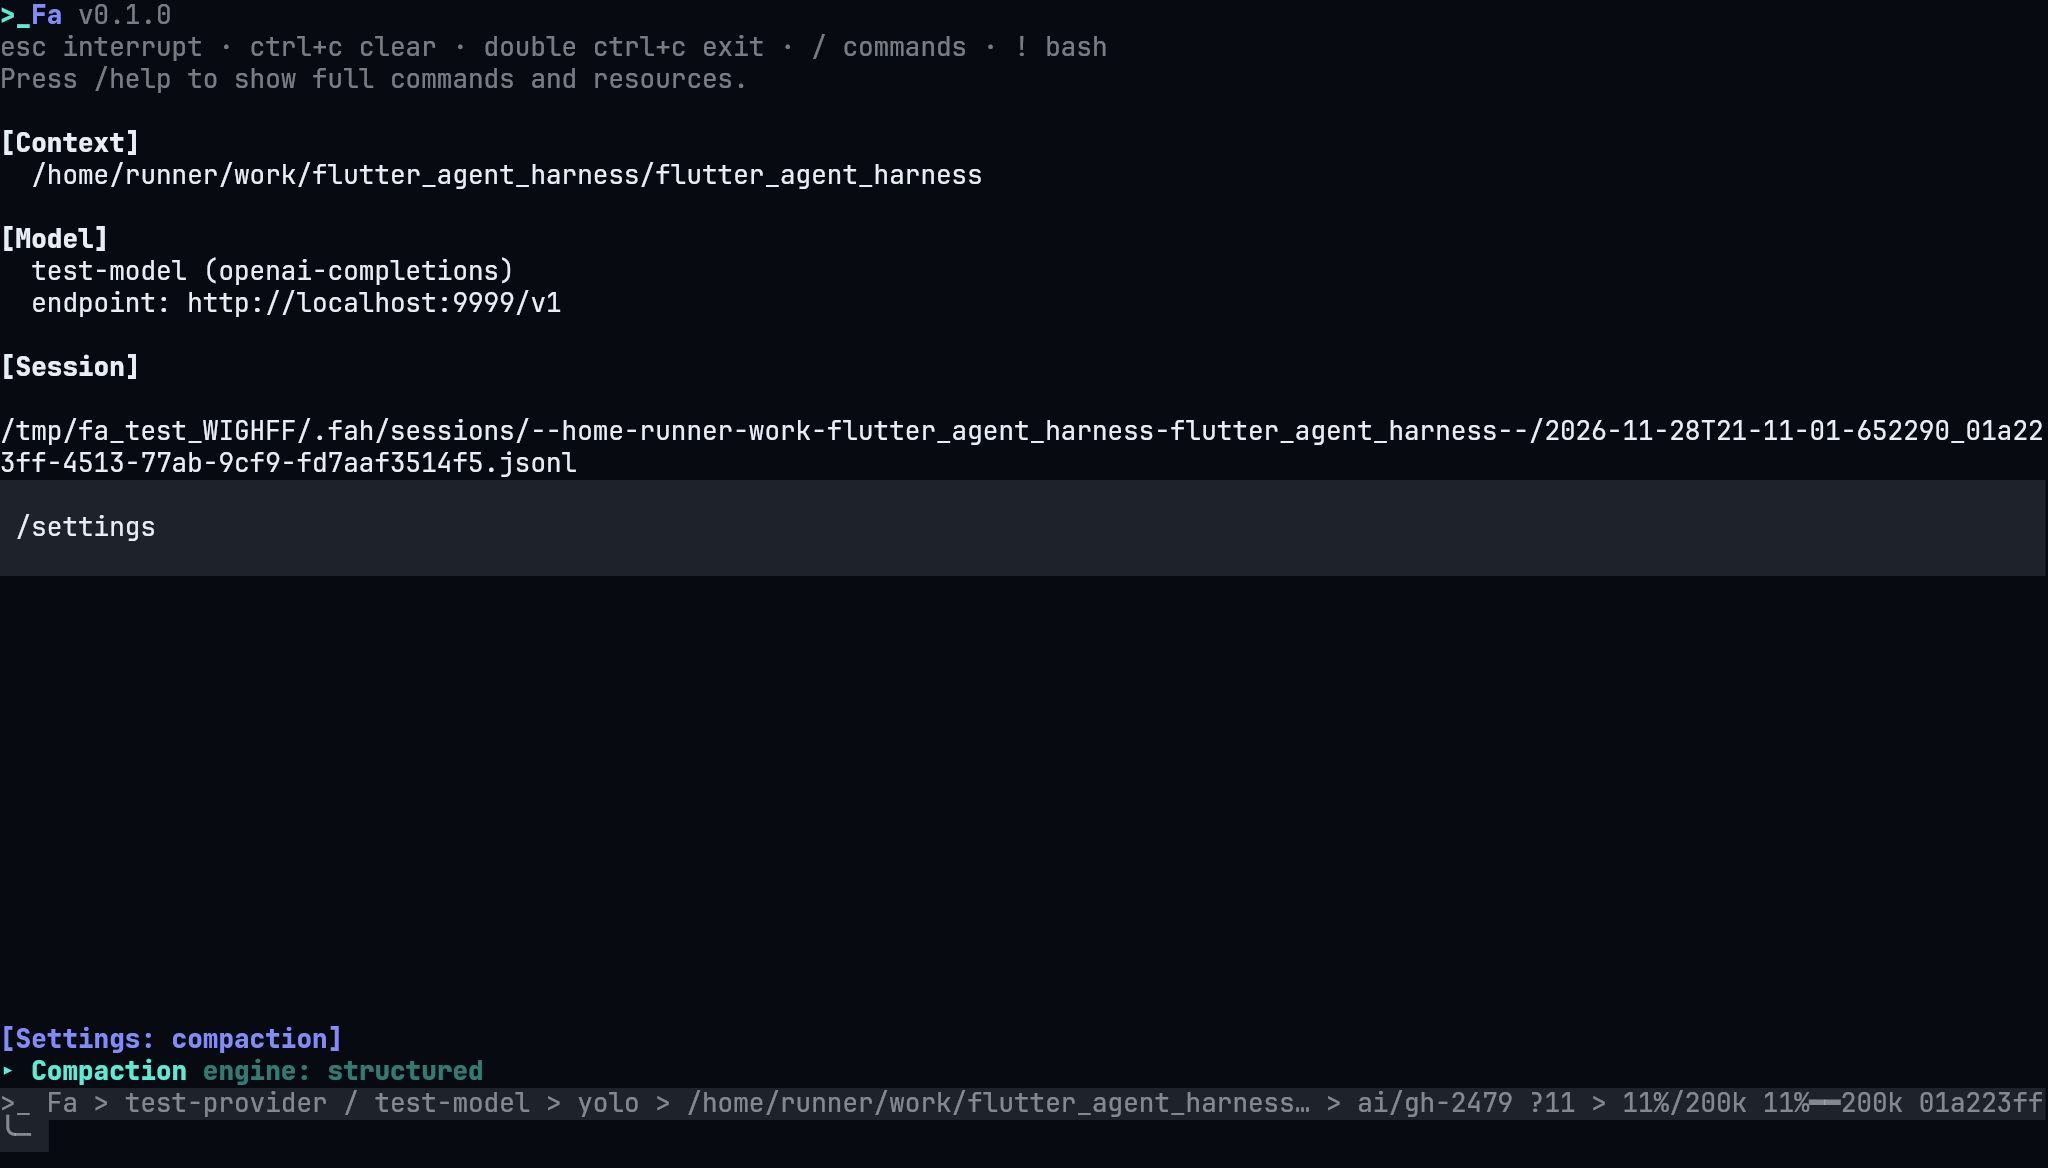 >_Fa v0.1.0
esc interrupt · ctrl+c clear · double ctrl+c exit · / commands · ! bash
Press /help to show full commands and resources.
[Context]
/home/runner/work/flutter_agent_harness/flutter_agent_harness
[Model]
test-model (openai-completions)
endpoint: http://localhost:9999/v1
[Session]
/tmp/fa_test_WIGHFF/.fah/sessions/--home-runner-work-flutter_agent_harness-flutter_agent_harness--/2026-11-28T21-11-01-652290_01a22
3ff-4513-77ab-9cf9-fd7aaf3514f5.jsonl
/settings
[Settings: compaction]
▸ Compaction engine: structured
>_ Fa > test-provider / test-model > yolo > /home/runner/work/flutter_agent_harness… > ai/gh-2479 ?11 > 11%/200k 11%━━200k 01a223ff
╰─